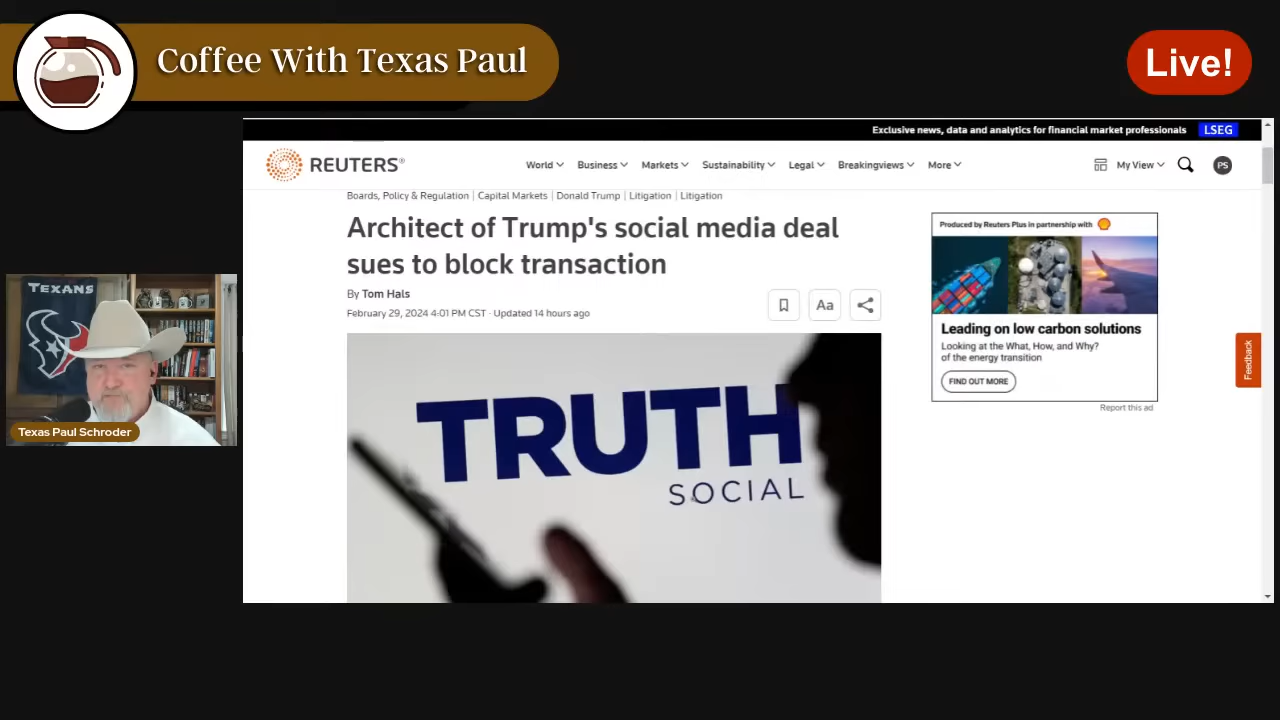 Coffee With Texas Paul
Live!
Exclusive news, data and analytics for financial market professionals LSEG
REUTERS®
World Business Markets Sustainability Legal Breakingviews More
My View
PS
Boards, Policy & Regulation | Capital Markets | Donald Trump | Litigation | Litigation
Architect of Trump's social media deal
sues to block transaction
By Tom Hals
February 29, 2024 4:01 PM CST · Updated 14 hours ago
Aa
TRUTH
SOCIAL
Produced by Reuters Plus in partnership with
Leading on low carbon solutions
Looking at the What, How, and Why?
of the energy transition
FIND OUT MORE
Report this ad
Feedback
TEXANS
Texas Paul Schroder